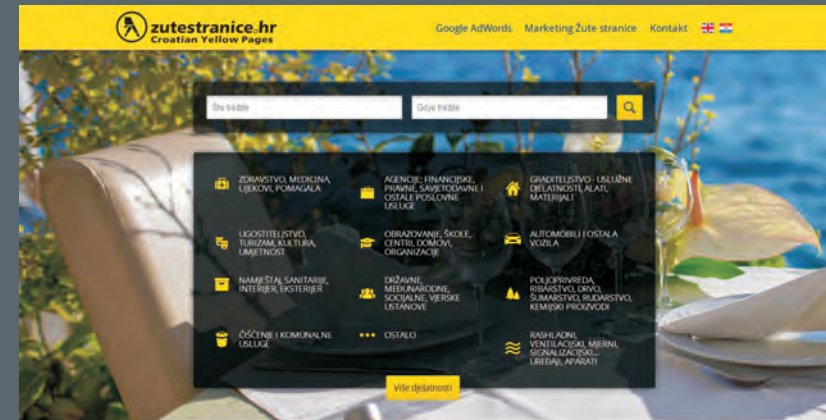 zutestranice.hr
Croatian Yellow Pages
Google AdWords Marketing Žute stranice Kontakt
Što tražite
Gdje tražite
ZDRAVSTVO, MEDICINA,
LIJEKOVI, POMAGALA
AGENCIJE; FINANCIJSKE,
PRAVNE, SAVJETODAVNE I
OSTALE POSLOVNE
USLUGE
GRADITELJSTVO - USLUŽNE
DJELATNOSTI, ALATI,
MATERIJALI
UGOSTITELJSTVO,
TURIZAM, KULTURA,
UMJETNOST
OBRAZOVANJE, ŠKOLE,
CENTRI, DOMOVI,
ORGANIZACIJE
AUTOMOBILI I OSTALA
VOZILA
NAMJEŠTAJ, SANITARIJE,
INTERIJER, EKSTERIJER
DRŽAVNE,
MEĐUNARODNE,
SOCIJALNE, VJERSKE
USTANOVE
POLJOPRIVREDA,
RIBARSTVO, DRVO,
ŠUMARSTVO, RUDARSTVO,
KEMIJSKI PROIZVODI
ČIŠĆENJE I KOMUNALNE
USLUGE
OSTALO
RASHLADNI,
VENTILACIJSKI, MJERNI,
SIGNALIZACIJSKI...
UREĐAJI, APARATI
Više djelatnosti